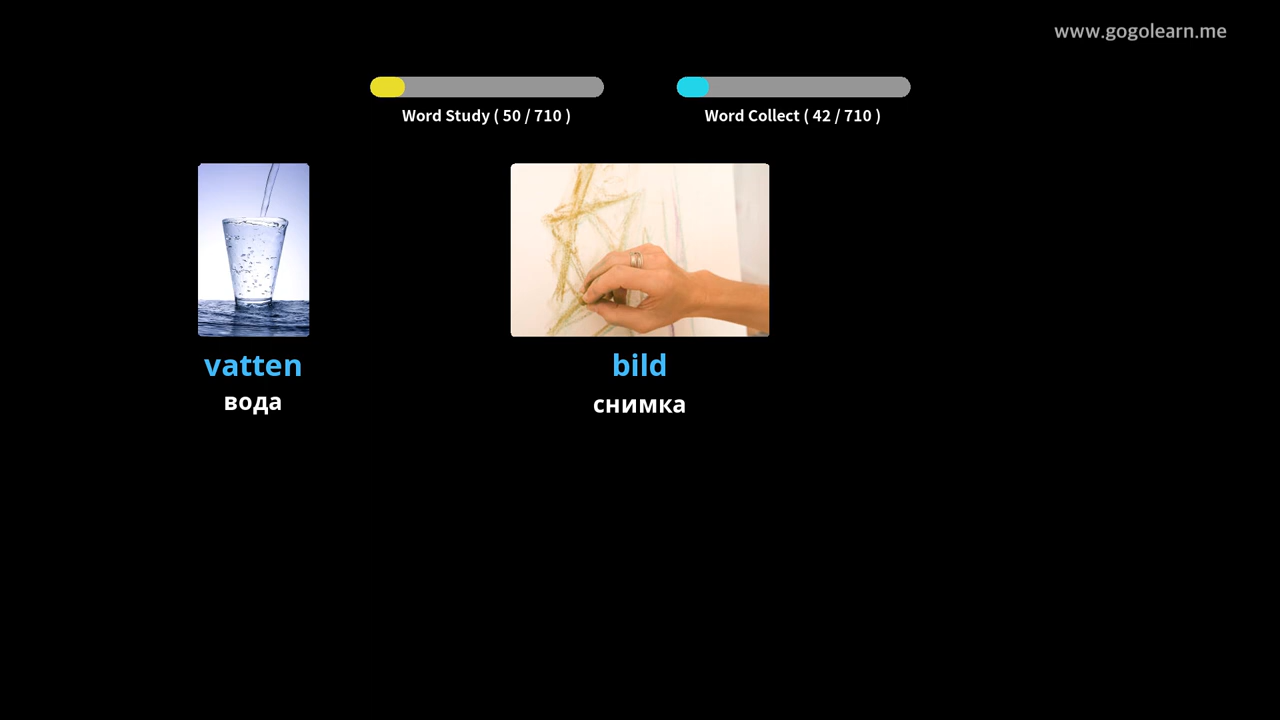 www.gogolearn.me
Word Study ( 50 / 710 )
Word Collect ( 42 / 710 )
vatten
вода
bild
снимка